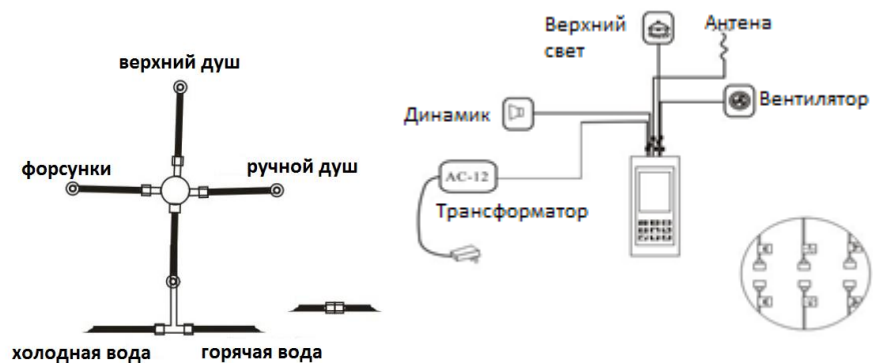 верхний душ
форсунки
ручной душ
холодная вода
горячая вода
Верхний
свет
Антена
Динамик
Вентилятор
AC-12
Трансформатор